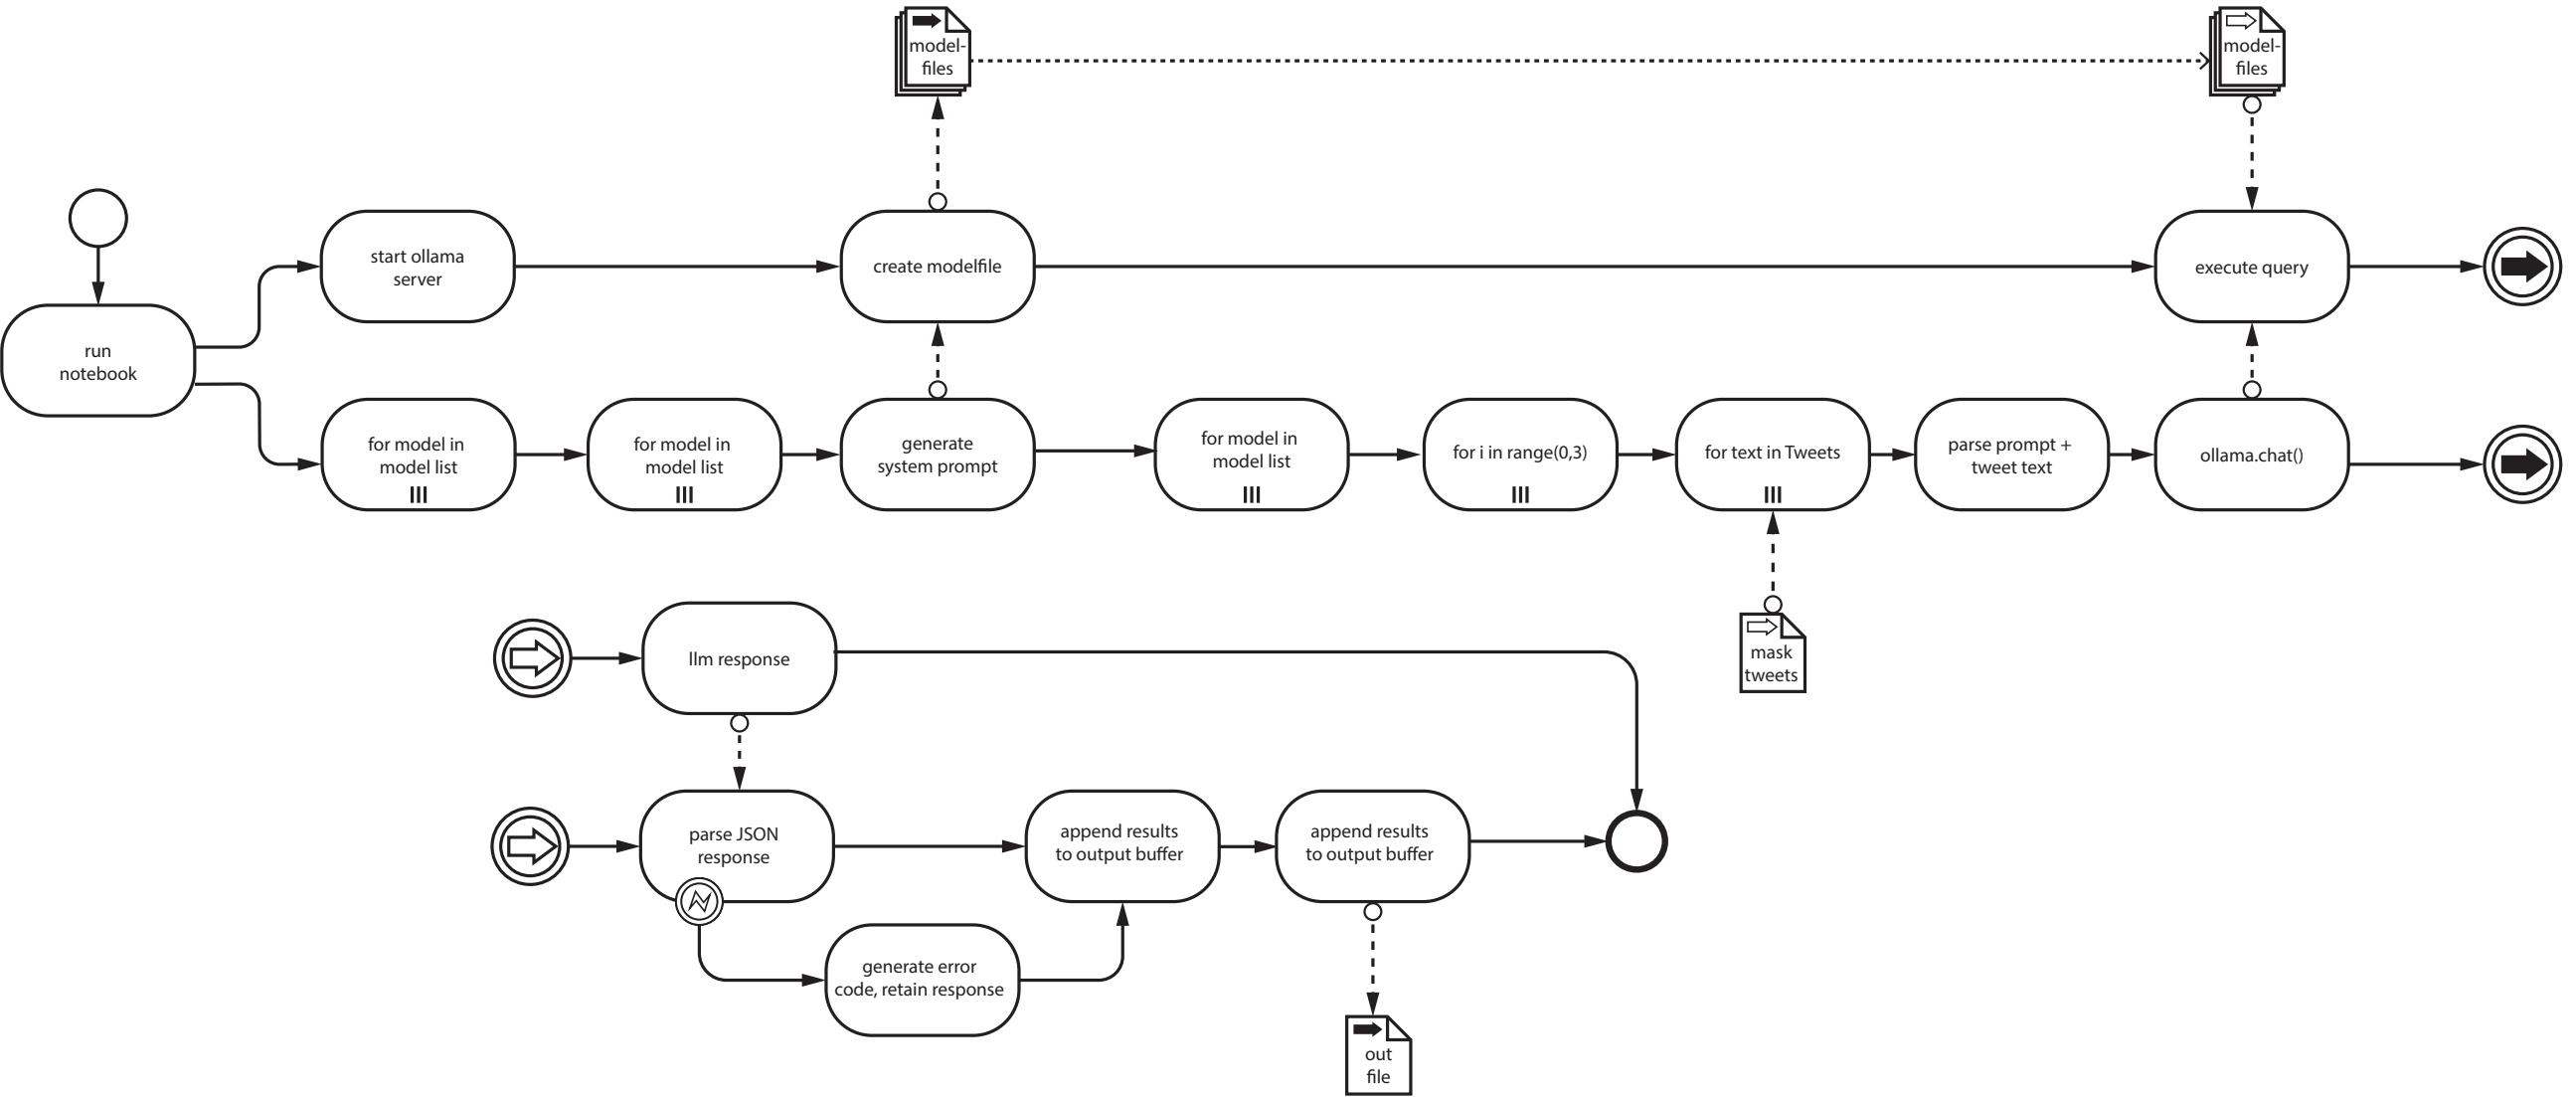 model-
files
model-
files
start ollama
server
create modelfile
execute query
run
notebook
for model in
model list
for model in
model list
generate
system prompt
for model in
model list
for i in range(0,3)
for text in Tweets
parse prompt +
tweet text
ollama.chat()
llm response
mask
tweets
parse JSON
response
append results
to output buffer
append results
to output buffer
generate error
code, retain response
out
file